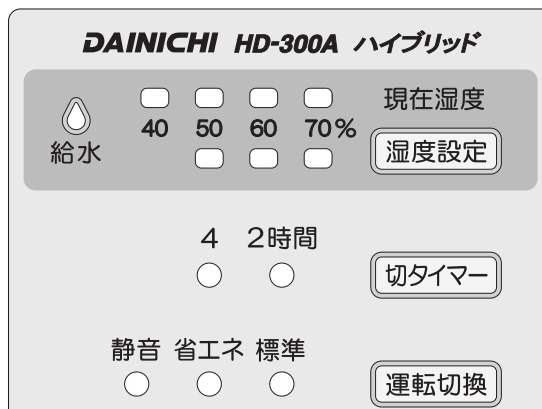 DAINICHI HD-300A ハイブリッド
現在湿度
40 50 60 70%
給水
湿度設定
4 2時間
切タイマー
静音 省エネ 標準
運転切換